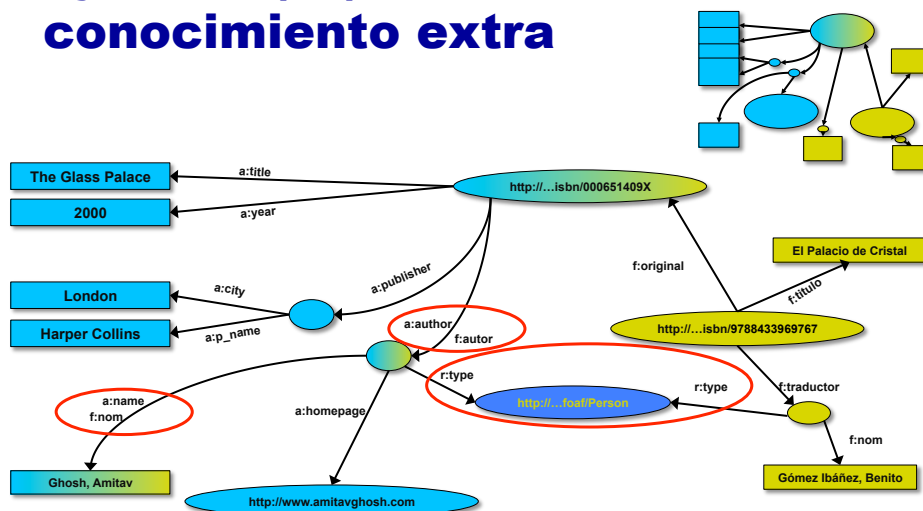 conocimiento extra
The Glass Palace
a:title
http://…isbn/000651409X
2000
a:year
El Palacio de Cristal
f:original
f:titulo
a:publisher
London
a:city
Harper Collins
a:p_name
a:author
f:autor
http://…isbn/9788433969767
r:type
r:type
f:traductor
a:name
f:nom
a:homepage
http://…foaf/Person
f:nom
Ghosh, Amitav
Gómez Ibáñez, Benito
http://www.amitavghosh.com